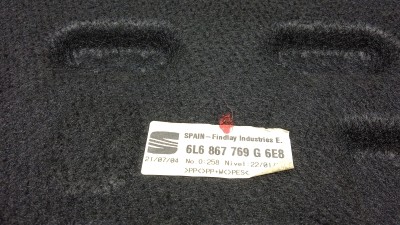 SPAIN-Findlay Industries E.
6L6 867 769 G 6E8
21/07/04 No:0 258 Nivel:22/01/
>PP<>PP+W<>PES<